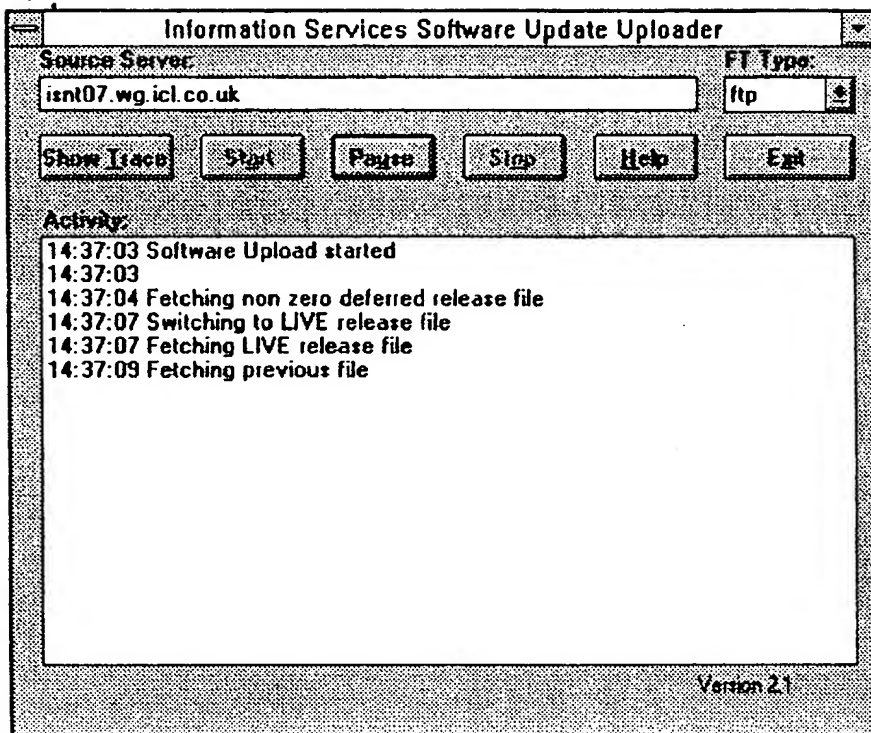 Information Services Software Update Uploader
Source Server: FT Type:
isnt07.wg.icl.co.uk ftp
Show Trace Start Pause Stop Help Exit
Activity:
14:37:03 Software Upload started
14:37:03
14:37:04 Fetching non zero deferred release file
14:37:07 Switching to LIVE release file
14:37:07 Fetching LIVE release file
14:37:09 Fetching previous file
Version 2.1